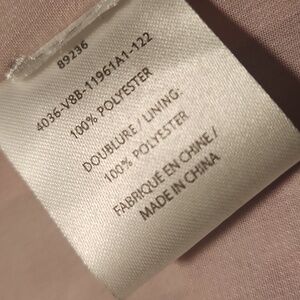 89236
4036-V8B-11961A1-122
100% POLYESTER
DOUBLURE / LINING:
100% POLYESTER
FABRIQUÉ EN CHINE /
MADE IN CHINA